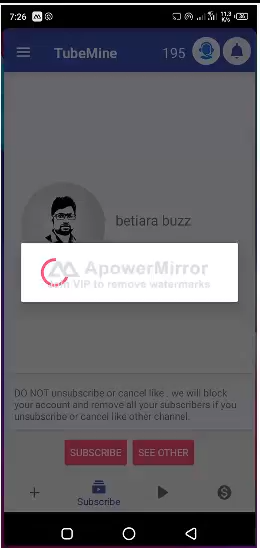 7:26
TubeMine 195
betiara buzz
ApowerMirror
VIP to remove watermarks
DO NOT unsubscribe or cancel like , we will block
your account and remove all your subscribers if you
unsubscribe or cancel like other channel.
SUBSCRIBE SEE OTHER
Subscribe